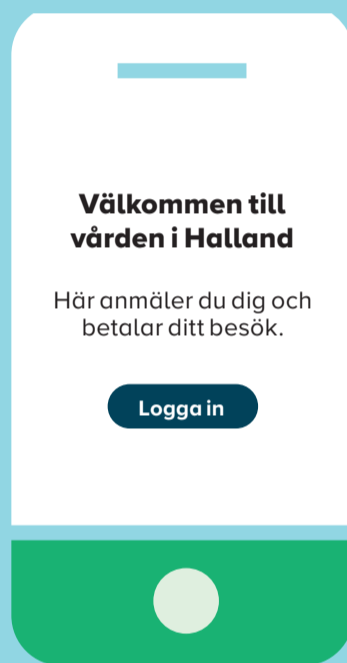 Välkommen till
vården i Halland
Här anmäler du dig och
betalar ditt besök.
Logga in